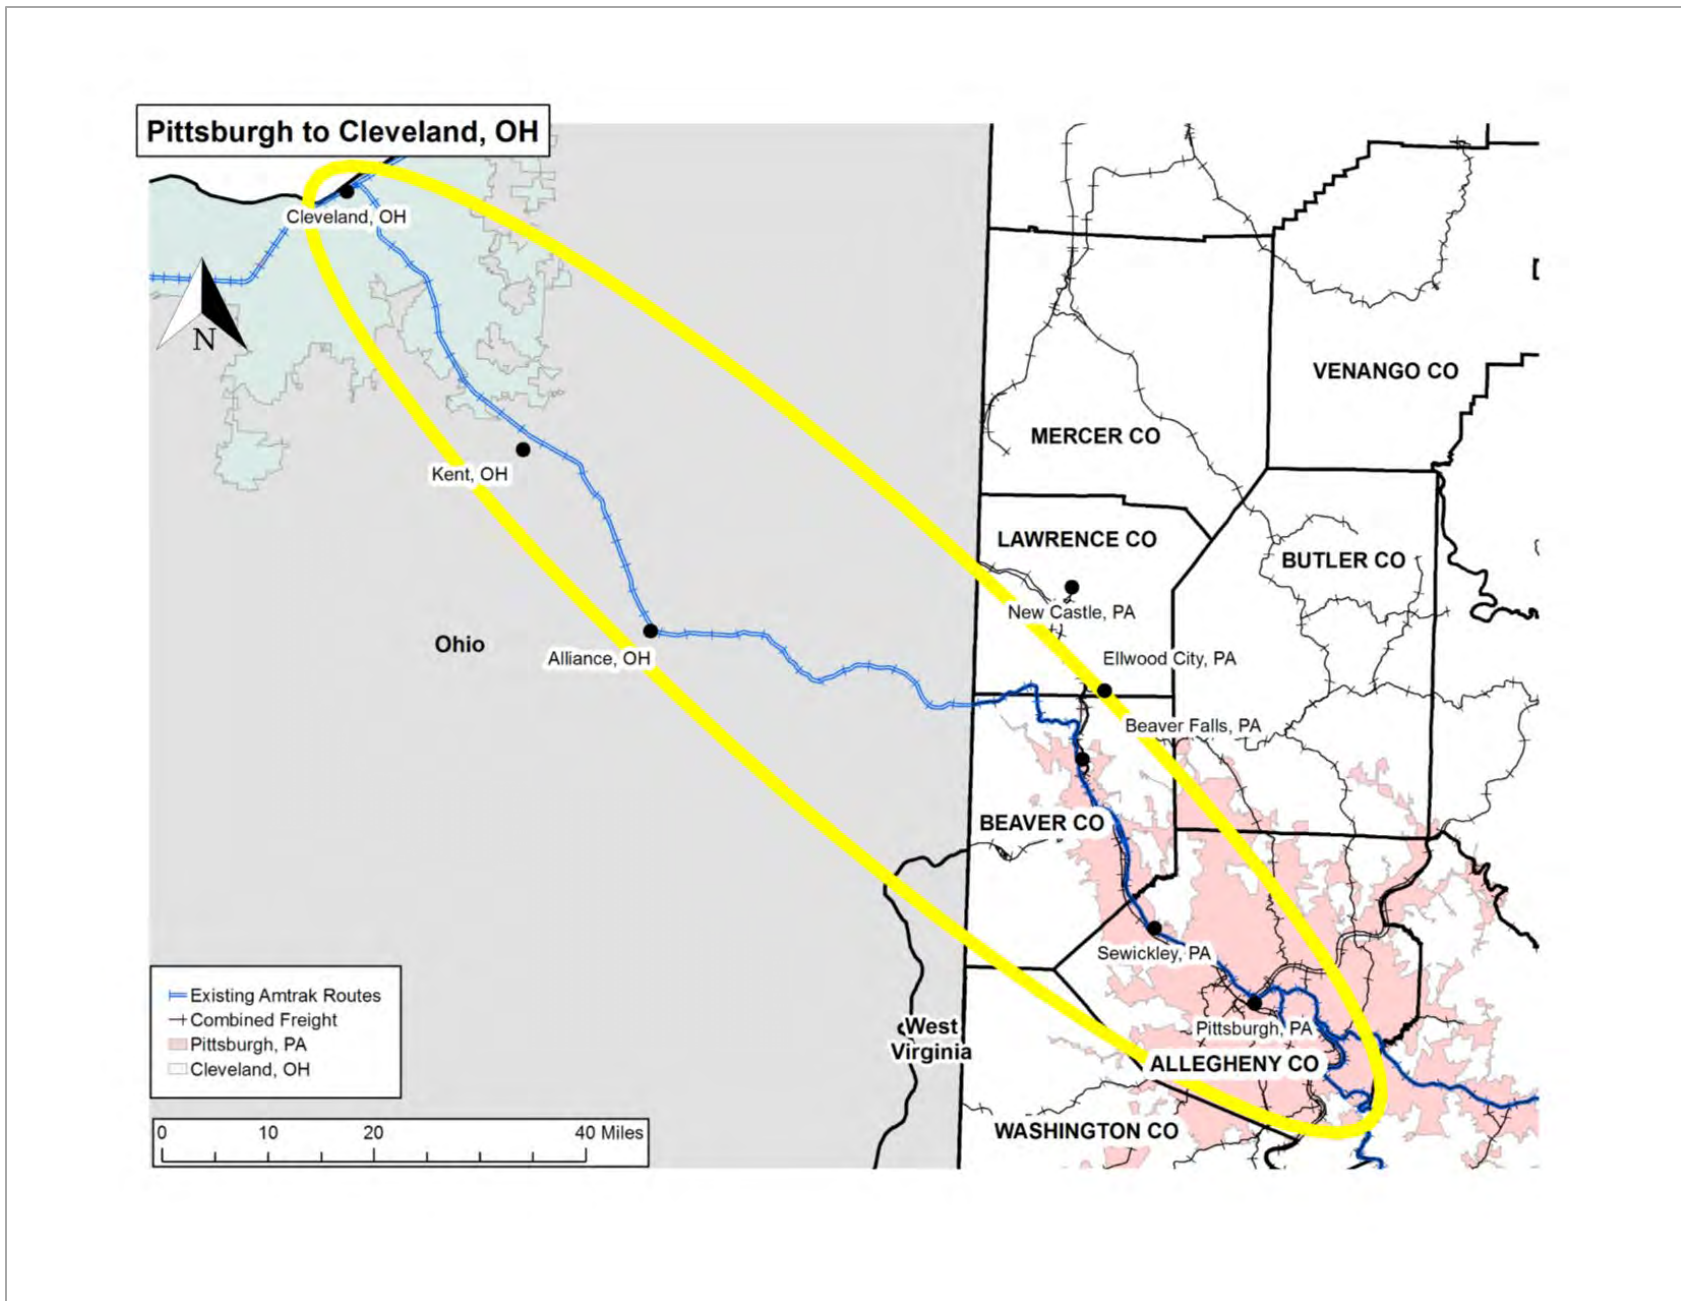 Pittsburgh to Cleveland, OH
Cleveland, OH
N
VENANGO CO
MERCER CO
Kent, OH
LAWRENCE CO
BUTLER CO
New Castle, PA
Ohio
Alliance, OH
Ellwood City, PA
Beaver Falls, PA
BEAVER CO
Sewickley, PA
Existing Amtrak Routes
Combined Freight
Pittsburgh, PA
Cleveland, OH
West
Virginia
Pittsburgh, PA
ALLEGHENY CO
WASHINGTON CO
0 10 20 40 Miles